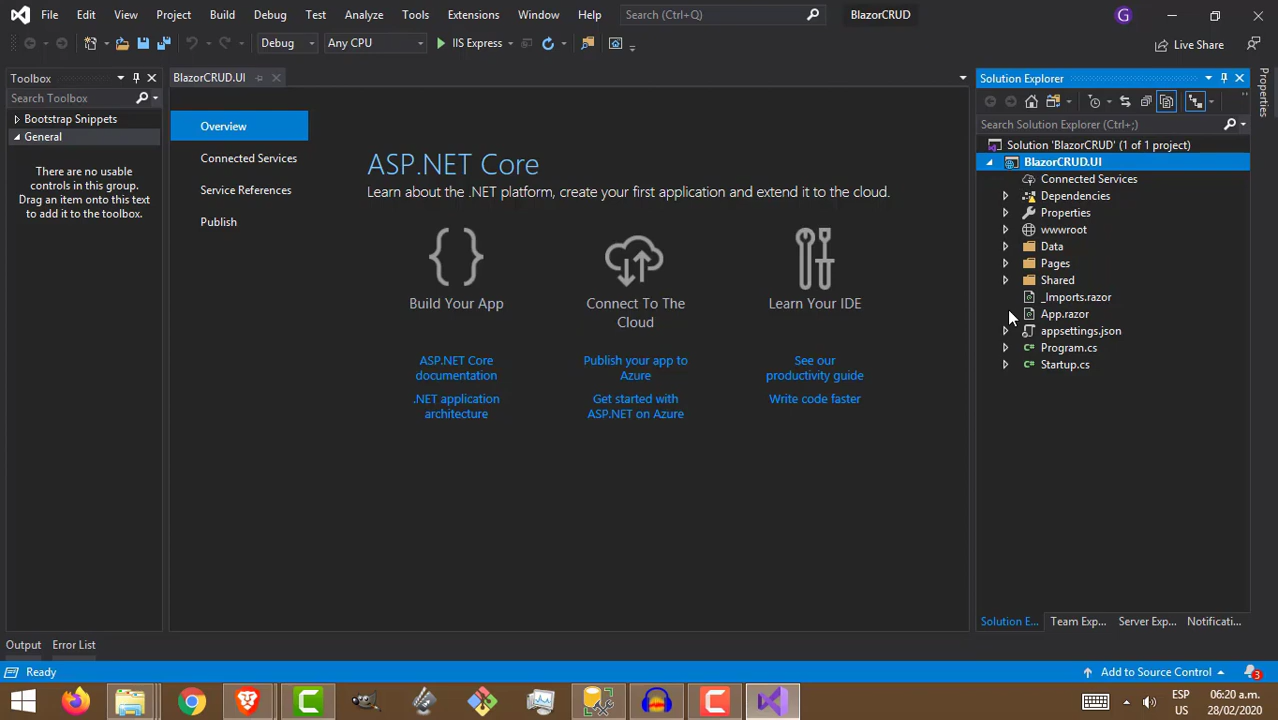 File Edit View Project Build Debug Test Analyze Tools Extensions Window Help Search (Ctrl+Q) BlazorCRUD G
Debug Any CPU IIS Express Live Share
Toolbox
Search Toolbox
Bootstrap Snippets
General
There are no usable
controls in this group.
Drag an item onto this text
to add it to the toolbox.
BlazorCRUD.UI
Overview
Connected Services
Service References
Publish
ASP.NET Core
Learn about the .NET platform, create your first application and extend it to the cloud.
Build Your App
ASP.NET Core
documentation
.NET application
architecture
Connect To The
Cloud
Publish your app to
Azure
Get started with
ASP.NET on Azure
Learn Your IDE
See our
productivity guide
Write code faster
Solution Explorer
Search Solution Explorer (Ctrl+;)
Solution 'BlazorCRUD' (1 of 1 project)
BlazorCRUD.UI
Connected Services
Dependencies
Properties
wwwroot
Data
Pages
Shared
_Imports.razor
App.razor
appsettings.json
C# Program.cs
C# Startup.cs
Solution E... Team Exp... Server Exp... Notificati...
Properties
Output Error List
Ready Add to Source Control 3
ESP
US
06:20 a.m.
28/02/2020